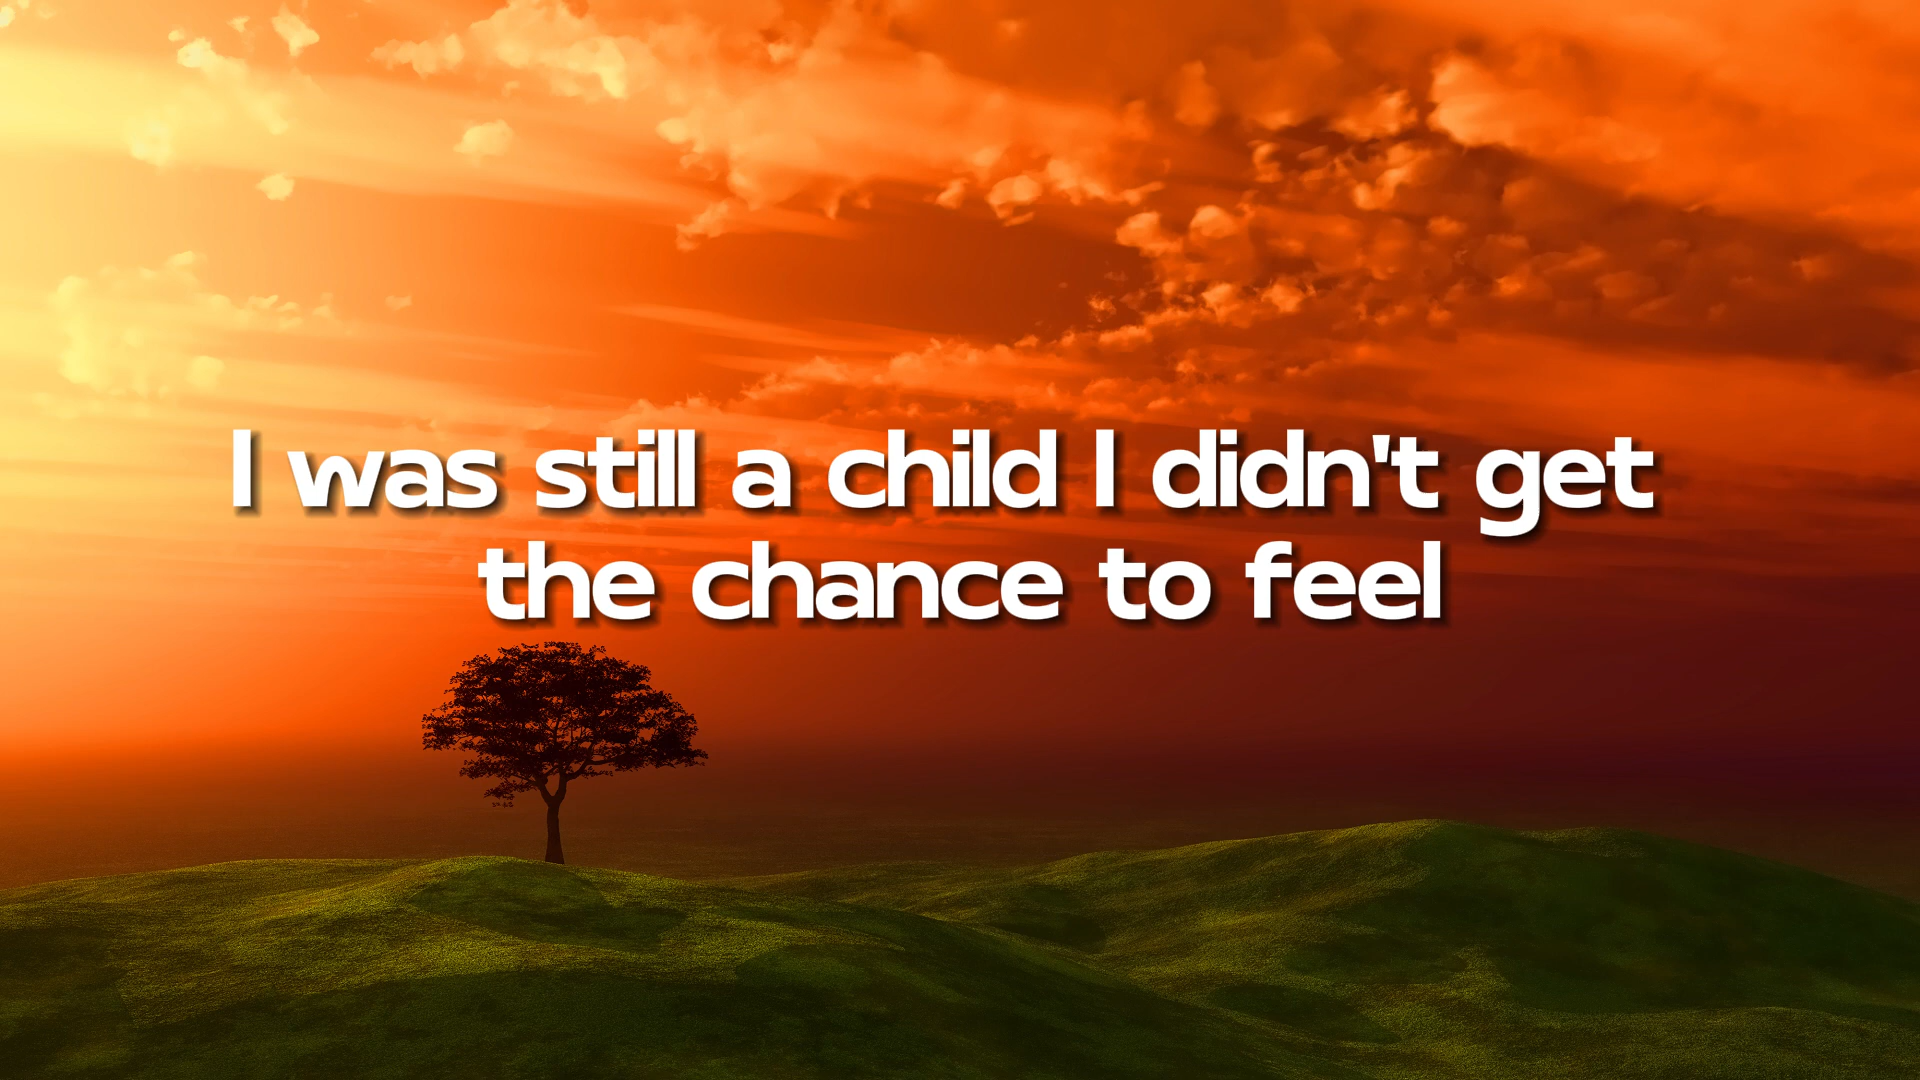 I was still a child I didn't get
the chance to feel